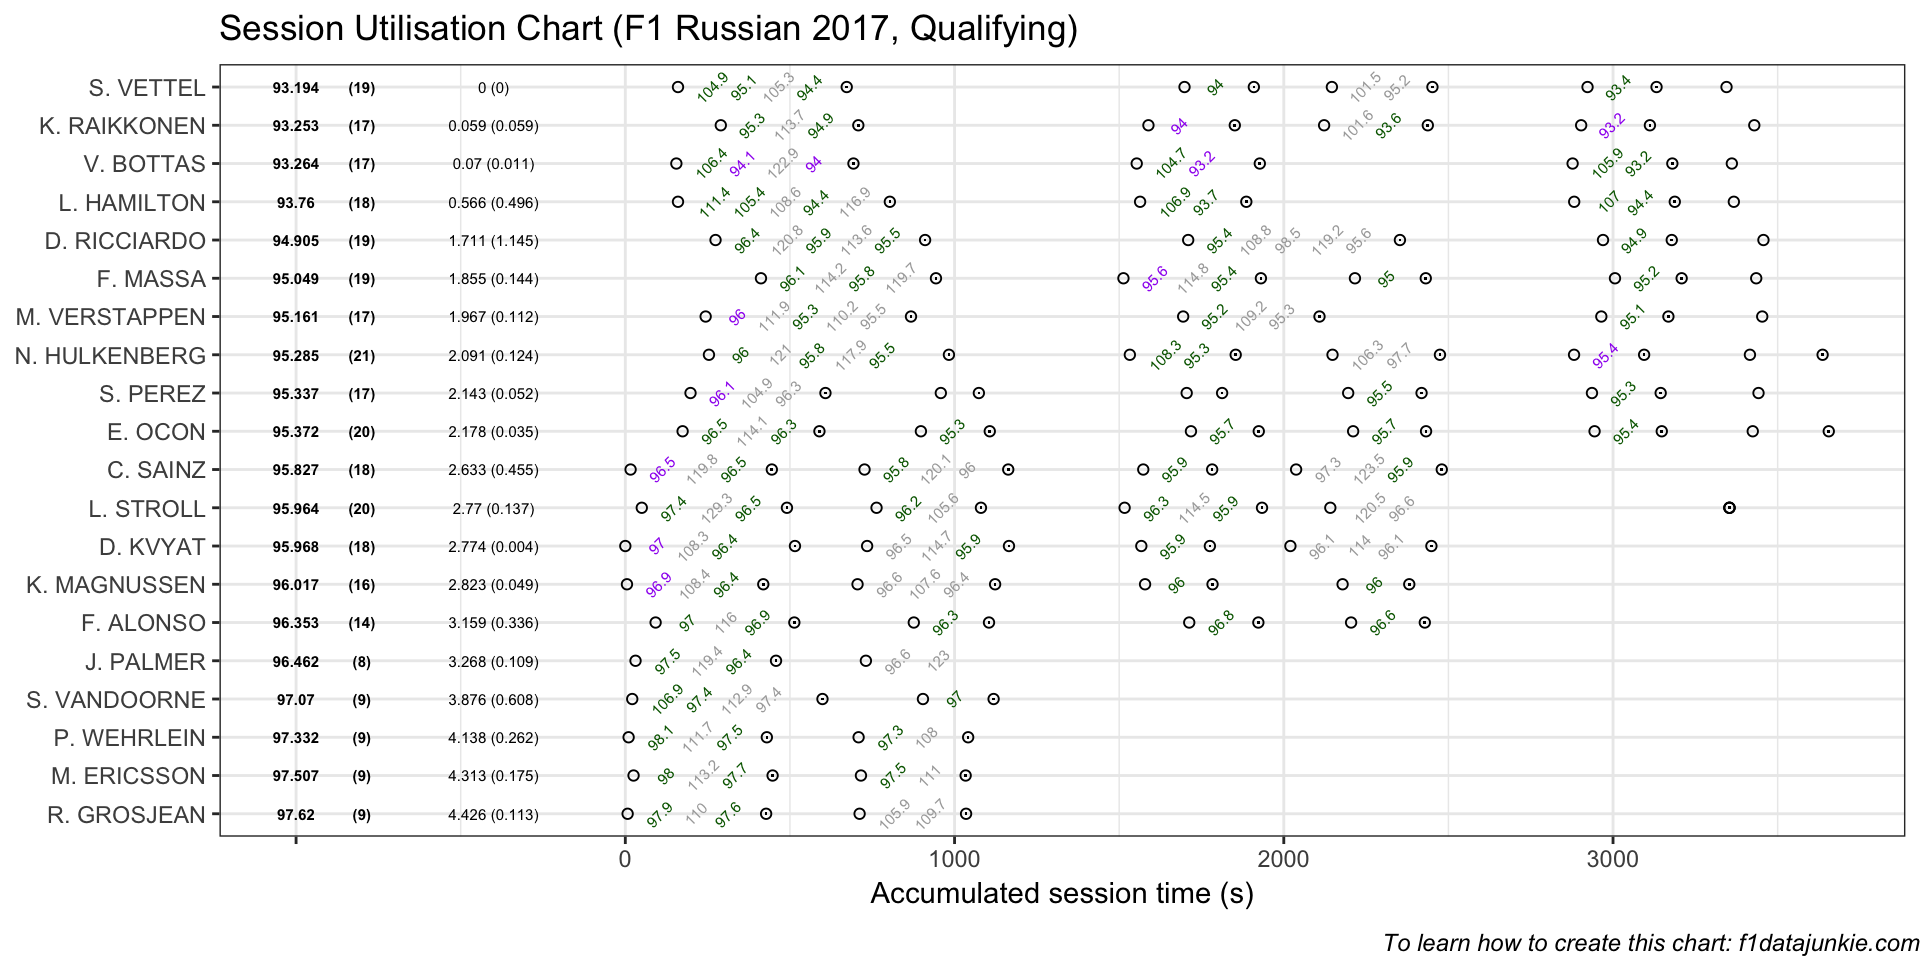 Session Utilisation Chart (F1 Russian 2017, Qualifying)
S. VETTEL 93.194 (19) 0 (0) 104.9 95.1 105.3 94.4 94 101.5 95.2 93.4
K. RAIKKONEN 93.253 (17) 0.059 (0.059) 95.3 113.7 94.9 94 101.6 93.6 93.2
V. BOTTAS 93.264 (17) 0.07 (0.011) 106.4 94.1 122.9 94 104.7 93.2 105.9 93.2
L. HAMILTON 93.76 (18) 0.566 (0.496) 111.4 105.4 108.6 94.4 116.9 106.9 93.7 107 94.4
D. RICCIARDO 94.905 (19) 1.711 (1.145) 96.4 120.8 95.9 113.6 95.5 95.4 108.8 98.5 119.2 95.6 94.9
F. MASSA 95.049 (19) 1.855 (0.144) 96.1 114.2 95.8 119.7 95.6 114.8 95.4 95 95.2
M. VERSTAPPEN 95.161 (17) 1.967 (0.112) 96 111.9 95.3 110.2 95.5 95.2 109.2 95.3 95.1
N. HULKENBERG 95.285 (21) 2.091 (0.124) 96 121 95.8 117.9 95.5 108.3 95.3 106.3 97.7 95.4
S. PEREZ 95.337 (17) 2.143 (0.052) 96.1 104.9 96.3 95.5 95.3
E. OCON 95.372 (20) 2.178 (0.035) 96.5 114.1 96.3 95.3 95.7 95.7 95.4
C. SAINZ 95.827 (18) 2.633 (0.455) 96.5 119.8 96.5 95.8 120.1 96 95.9 97.3 123.5 95.9
L. STROLL 95.964 (20) 2.77 (0.137) 97.4 129.3 96.5 96.2 105.6 96.3 114.5 95.9 120.5 96.6
D. KVYAT 95.968 (18) 2.774 (0.004) 97 108.3 96.4 96.5 114.7 95.9 95.9 96.1 114 96.1
K. MAGNUSSEN 96.017 (16) 2.823 (0.049) 96.9 108.4 96.4 96.6 107.6 96.4 96 96
F. ALONSO 96.353 (14) 3.159 (0.336) 97 116 96.9 96.3 96.8 96.6
J. PALMER 96.462 (8) 3.268 (0.109) 97.5 119.4 96.4 96.6 123
S. VANDOORNE 97.07 (9) 3.876 (0.608) 106.9 97.4 112.9 97.4 97
P. WEHRLEIN 97.332 (9) 4.138 (0.262) 98.1 111.7 97.5 97.3 108
M. ERICSSON 97.507 (9) 4.313 (0.175) 98 113.2 97.7 97.5 111
R. GROSJEAN 97.62 (9) 4.426 (0.113) 97.9 110 97.6 105.9 109.7
0 1000 2000 3000
Accumulated session time (s)
To learn how to create this chart: f1datajunkie.com